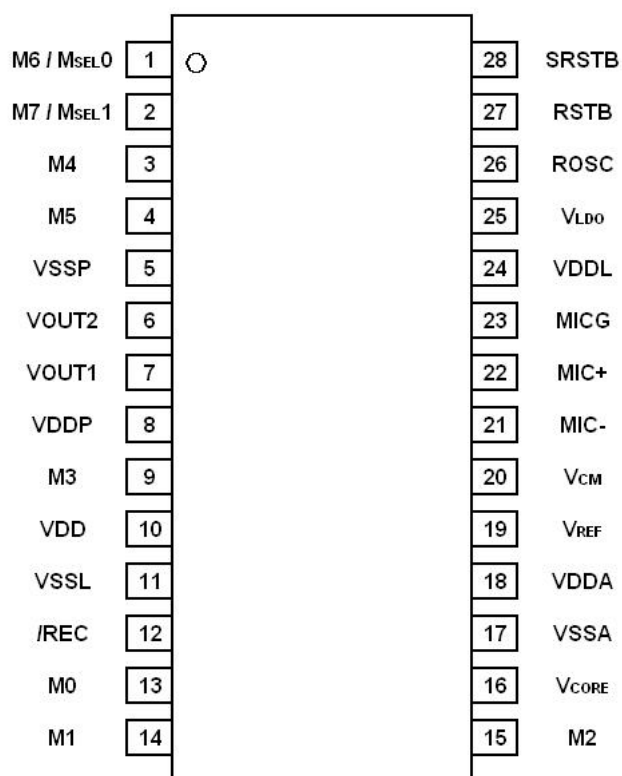 M6 / MSEL0 1 28 SRSTB
M7 / MSEL1 2 27 RSTB
M4 3 26 ROSC
M5 4 25 VLDO
VSSP 5 24 VDDL
VOUT2 6 23 MICG
VOUT1 7 22 MIC+
VDDP 8 21 MIC-
M3 9 20 VCM
VDD 10 19 VREF
VSSL 11 18 VDDA
/REC 12 17 VSSA
M0 13 16 VCORE
M1 14 15 M2